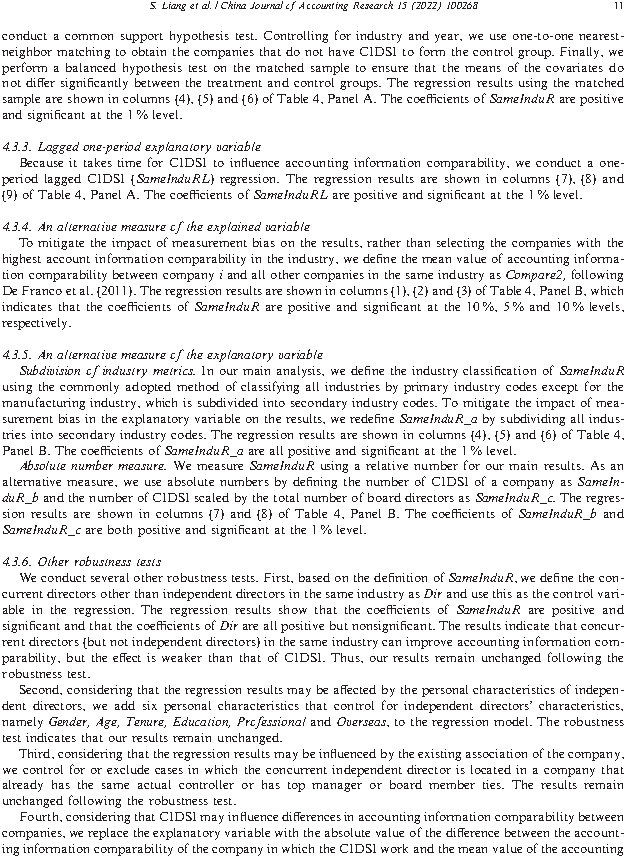 S. Liang et al. / China Journal of Accounting Research 15 (2022) 100268 11
conduct a common support hypothesis test. Controlling for industry and year, we use one-to-one nearest-
neighbor matching to obtain the companies that do not have CIDSI to form the control group. Finally, we
perform a balanced hypothesis test on the matched sample to ensure that the means of the covariates do
not differ significantly between the treatment and control groups. The regression results using the matched
sample are shown in columns (4), (5) and (6) of Table 4, Panel A. The coefficients of SameInduR are positive
and significant at the 1 % level.
4.3.3. Lagged one-period explanatory variable
Because it takes time for CIDSI to influence accounting information comparability, we conduct a one-
period lagged CIDSI (SameInduRL) regression. The regression results are shown in columns (7), (8) and
(9) of Table 4, Panel A. The coefficients of SameInduRL are positive and significant at the 1 % level.
4.3.4. An alternative measure of the explained variable
To mitigate the impact of measurement bias on the results, rather than selecting the companies with the
highest account information comparability in the industry, we define the mean value of accounting informa-
tion comparability between company i and all other companies in the same industry as Compare2, following
De Franco et al. (2011). The regression results are shown in columns (1), (2) and (3) of Table 4, Panel B, which
indicates that the coefficients of SameInduR are positive and significant at the 10 %, 5 % and 10 % levels,
respectively.
4.3.5. An alternative measure of the explanatory variable
Subdivision of industry metrics. In our main analysis, we define the industry classification of SameInduR
using the commonly adopted method of classifying all industries by primary industry codes except for the
manufacturing industry, which is subdivided into secondary industry codes. To mitigate the impact of mea-
surement bias in the explanatory variable on the results, we redefine SameInduR_a by subdividing all indus-
tries into secondary industry codes. The regression results are shown in columns (4), (5) and (6) of Table 4,
Panel B. The coefficients of SameInduR_a are all positive and significant at the 1 % level.
Absolute number measure. We measure SameInduR using a relative number for our main results. As an
alternative measure, we use absolute numbers by defining the number of CIDSI of a company as SameIn-
duR_b and the number of CIDSI scaled by the total number of board directors as SameInduR_c. The regres-
sion results are shown in columns (7) and (8) of Table 4, Panel B. The coefficients of SameInduR_b and
SameInduR_c are both positive and significant at the 1 % level.
4.3.6. Other robustness tests
We conduct several other robustness tests. First, based on the definition of SameInduR, we define the con-
current directors other than independent directors in the same industry as Dir and use this as the control vari-
able in the regression. The regression results show that the coefficients of SameInduR are positive and
significant and that the coefficients of Dir are all positive but nonsignificant. The results indicate that concur-
rent directors (but not independent directors) in the same industry can improve accounting information com-
parability, but the effect is weaker than that of CIDSI. Thus, our results remain unchanged following the
robustness test.
Second, considering that the regression results may be affected by the personal characteristics of indepen-
dent directors, we add six personal characteristics that control for independent directors' characteristics,
namely Gender, Age, Tenure, Education, Professional and Overseas, to the regression model. The robustness
test indicates that our results remain unchanged.
Third, considering that the regression results may be influenced by the existing association of the company,
we control for or exclude cases in which the concurrent independent director is located in a company that
already has the same actual controller or has top manager or board member ties. The results remain
unchanged following the robustness test.
Fourth, considering that CIDSI may influence differences in accounting information comparability between
companies, we replace the explanatory variable with the absolute value of the difference between the account-
ing information comparability of the company in which the CIDSI work and the mean value of the accounting